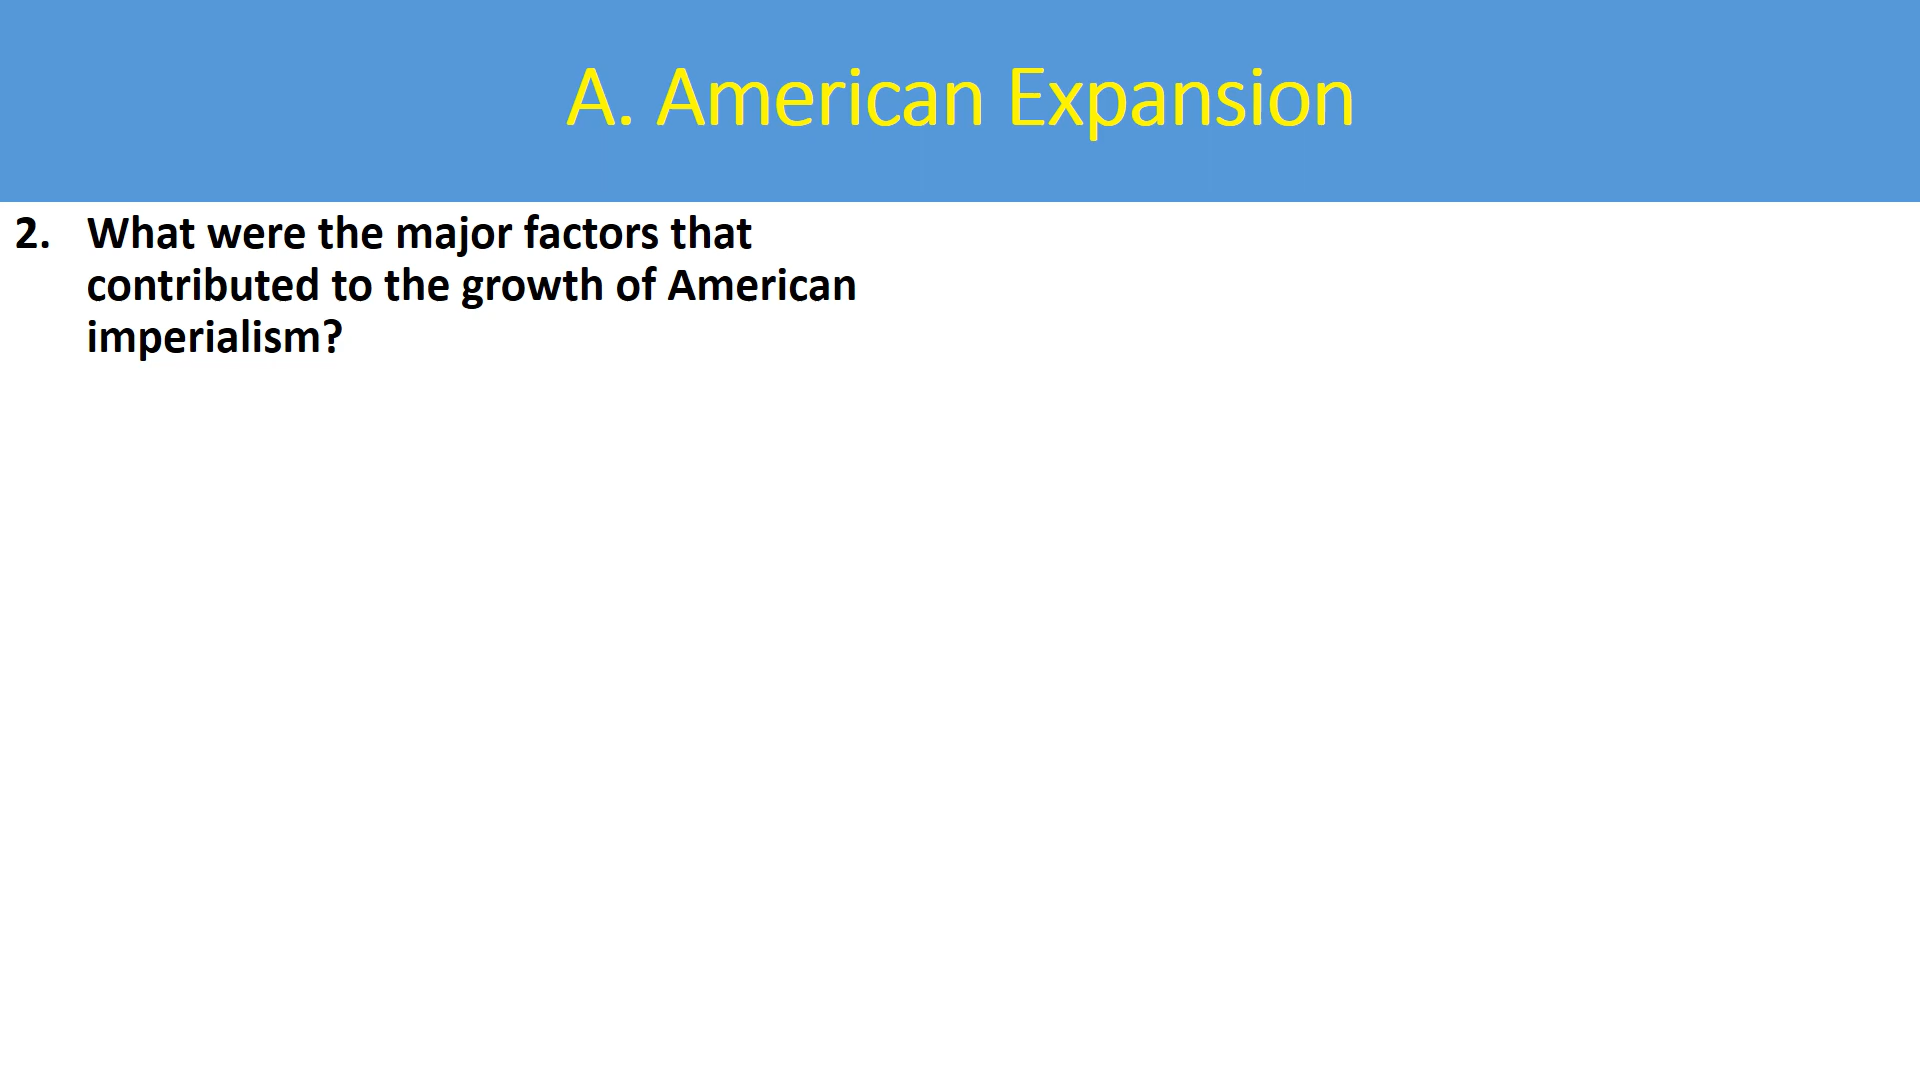 A. American Expansion
2. What were the major factors that
contributed to the growth of American
imperialism?